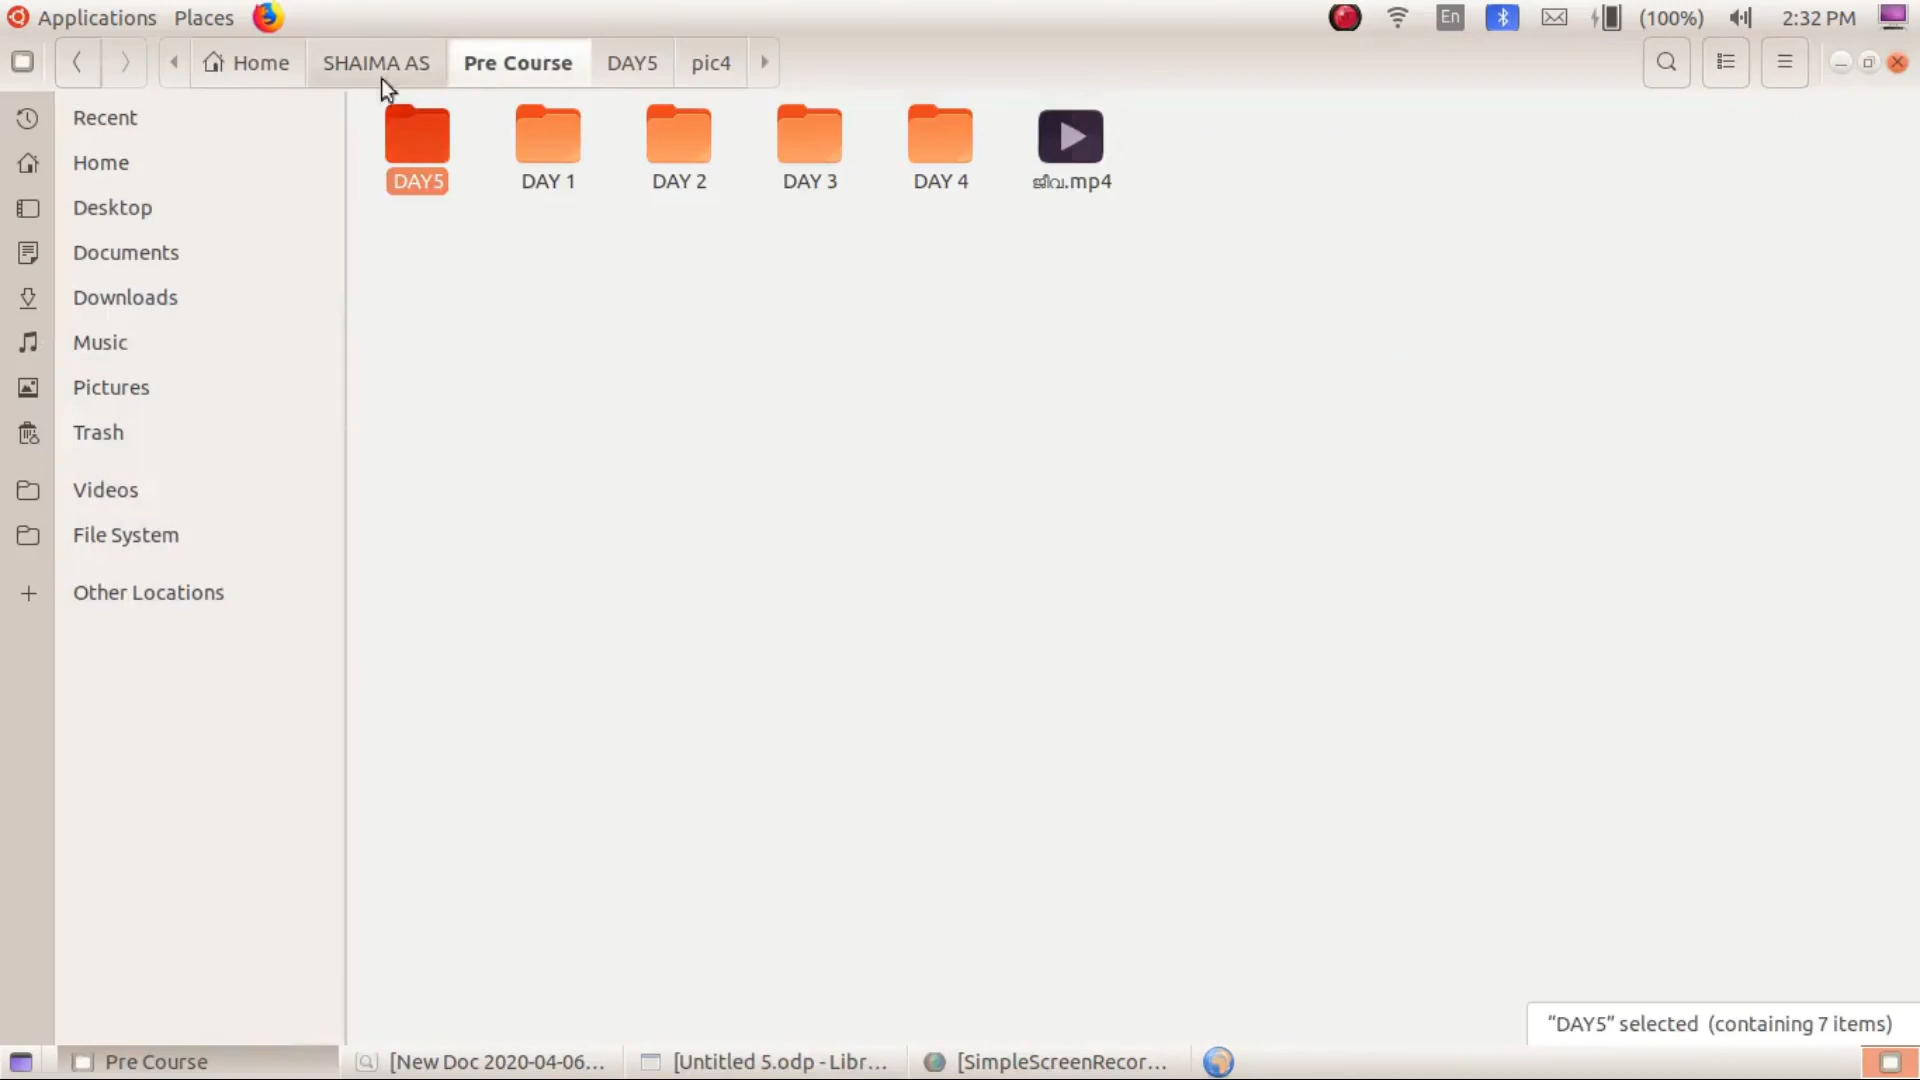 Applications Places En (100%) 2:32 PM
Home SHAIMA AS Pre Course DAY5 pic4
Recent
Home
Desktop
Documents
Downloads
Music
Pictures
Trash
Videos
File System
Other Locations
DAY5 DAY 1 DAY 2 DAY 3 DAY 4 ജീവ.mp4
“DAY5” selected (containing 7 items)
Pre Course [New Doc 2020-04-06... [Untitled 5.odp - Libr... [SimpleScreenRecor...